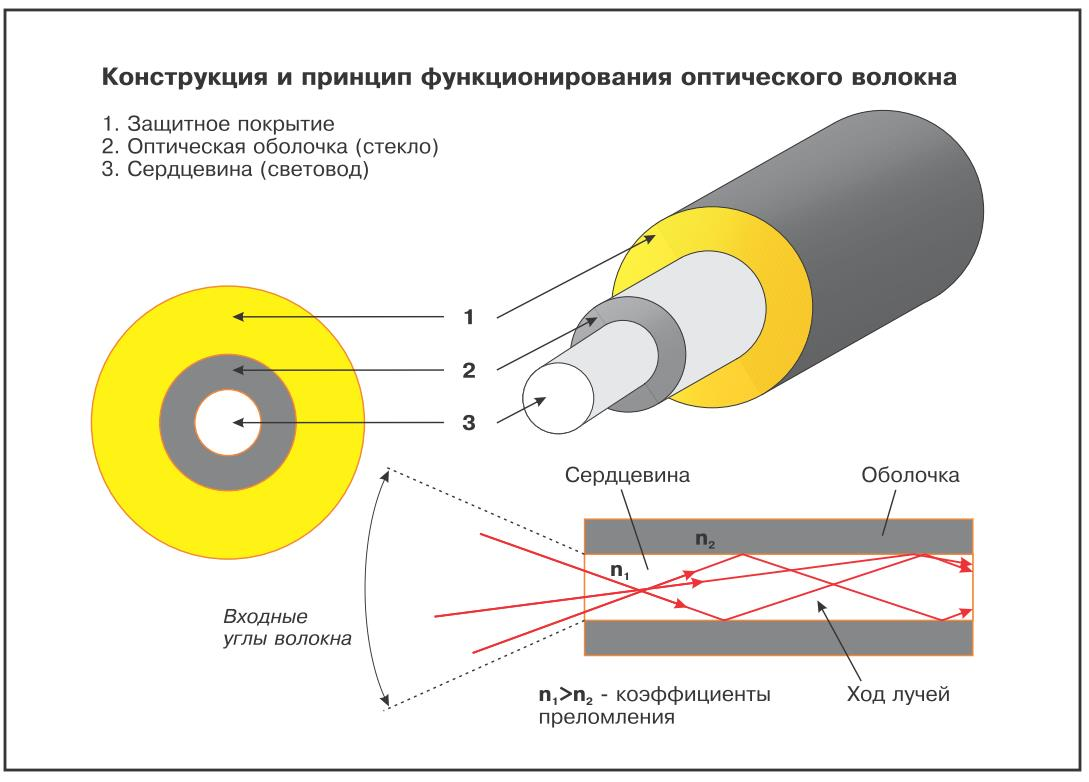 Конструкция и принцип функционирования оптического волокна
1. Защитное покрытие
2. Оптическая оболочка (стекло)
3. Сердцевина (световод)
1
2
3
Сердцевина
Оболочка
n₂
n₁
Входные
углы волокна
n₁>n₂ - коэффициенты
преломления
Ход лучей